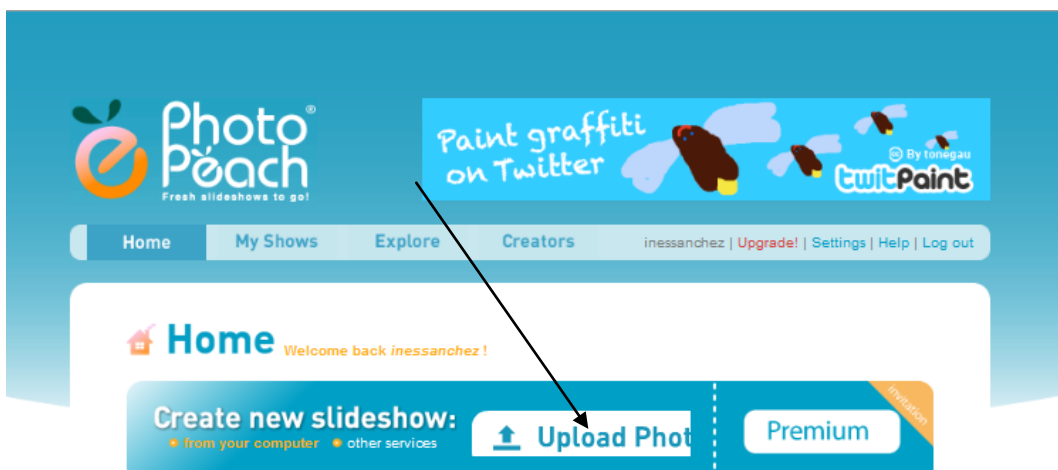 Photo®
Pĕach
Fresh slideshows to go!
Paint graffiti
on Twitter
cc By tonegau
twitPaint
Home My Shows Explore Creators inessanchez | Upgrade! | Settings | Help | Log out
Home Welcome back inessanchez !
Create new slideshow:
from your computer other services
Upload Phot
Premium
Invitation